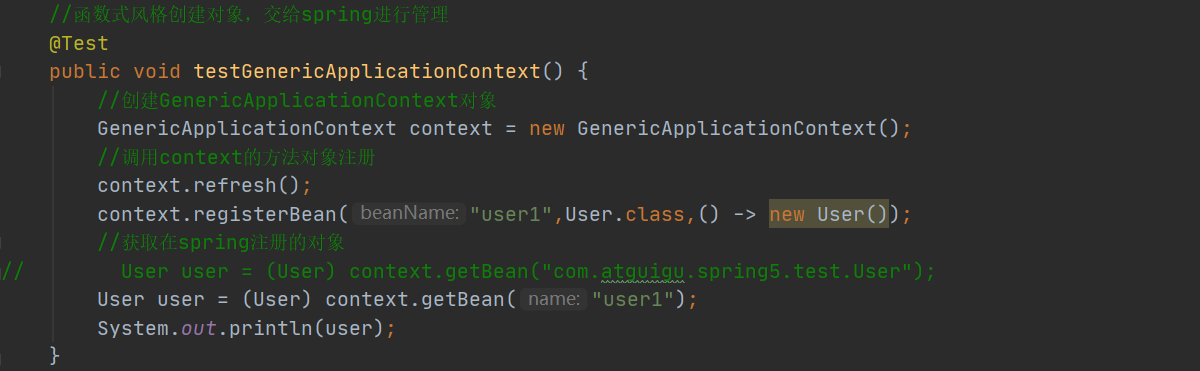 //函数式风格创建对象，交给spring进行管理
@Test
public void testGenericApplicationContext() {
//创建GenericApplicationContext对象
GenericApplicationContext context = new GenericApplicationContext();
//调用context的方法对象注册
context.refresh();
context.registerBean( beanName: "user1",User.class,() -> new User());
//获取在spring注册的对象
// User user = (User) context.getBean("com.atguigu.spring5.test.User");
User user = (User) context.getBean( name: "user1");
System.out.println(user);
}